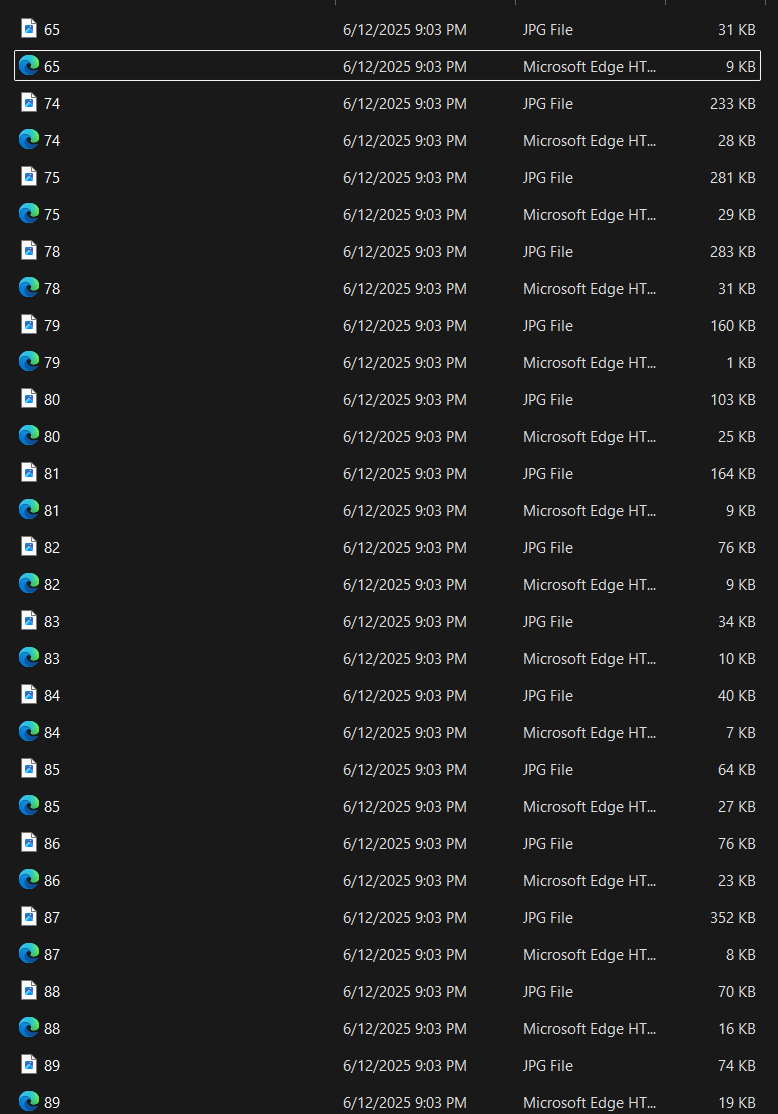 65 6/12/2025 9:03 PM JPG File 31 KB
65 6/12/2025 9:03 PM Microsoft Edge HT... 9 KB
74 6/12/2025 9:03 PM JPG File 233 KB
74 6/12/2025 9:03 PM Microsoft Edge HT... 28 KB
75 6/12/2025 9:03 PM JPG File 281 KB
75 6/12/2025 9:03 PM Microsoft Edge HT... 29 KB
78 6/12/2025 9:03 PM JPG File 283 KB
78 6/12/2025 9:03 PM Microsoft Edge HT... 31 KB
79 6/12/2025 9:03 PM JPG File 160 KB
79 6/12/2025 9:03 PM Microsoft Edge HT... 1 KB
80 6/12/2025 9:03 PM JPG File 103 KB
80 6/12/2025 9:03 PM Microsoft Edge HT... 25 KB
81 6/12/2025 9:03 PM JPG File 164 KB
81 6/12/2025 9:03 PM Microsoft Edge HT... 9 KB
82 6/12/2025 9:03 PM JPG File 76 KB
82 6/12/2025 9:03 PM Microsoft Edge HT... 9 KB
83 6/12/2025 9:03 PM JPG File 34 KB
83 6/12/2025 9:03 PM Microsoft Edge HT... 10 KB
84 6/12/2025 9:03 PM JPG File 40 KB
84 6/12/2025 9:03 PM Microsoft Edge HT... 7 KB
85 6/12/2025 9:03 PM JPG File 64 KB
85 6/12/2025 9:03 PM Microsoft Edge HT... 27 KB
86 6/12/2025 9:03 PM JPG File 76 KB
86 6/12/2025 9:03 PM Microsoft Edge HT... 23 KB
87 6/12/2025 9:03 PM JPG File 352 KB
87 6/12/2025 9:03 PM Microsoft Edge HT... 8 KB
88 6/12/2025 9:03 PM JPG File 70 KB
88 6/12/2025 9:03 PM Microsoft Edge HT... 16 KB
89 6/12/2025 9:03 PM JPG File 74 KB
89 6/12/2025 9:03 PM Microsoft Edge HT... 19 KB